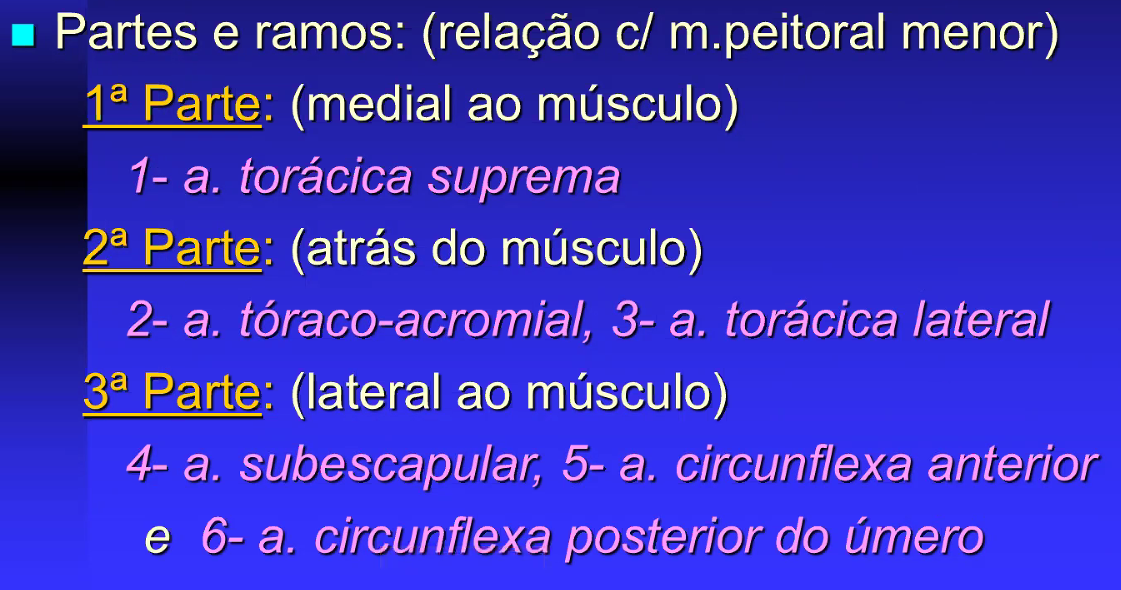 Partes e ramos: (relação c/ m.peitoral menor)
1ª Parte: (medial ao músculo)
1- a. torácica suprema
2ª Parte: (atrás do músculo)
2- a. tóraco-acromial, 3- a. torácica lateral
3ª Parte: (lateral ao músculo)
4- a. subescapular, 5- a. circunflexa anterior
e 6- a. circunflexa posterior do úmero